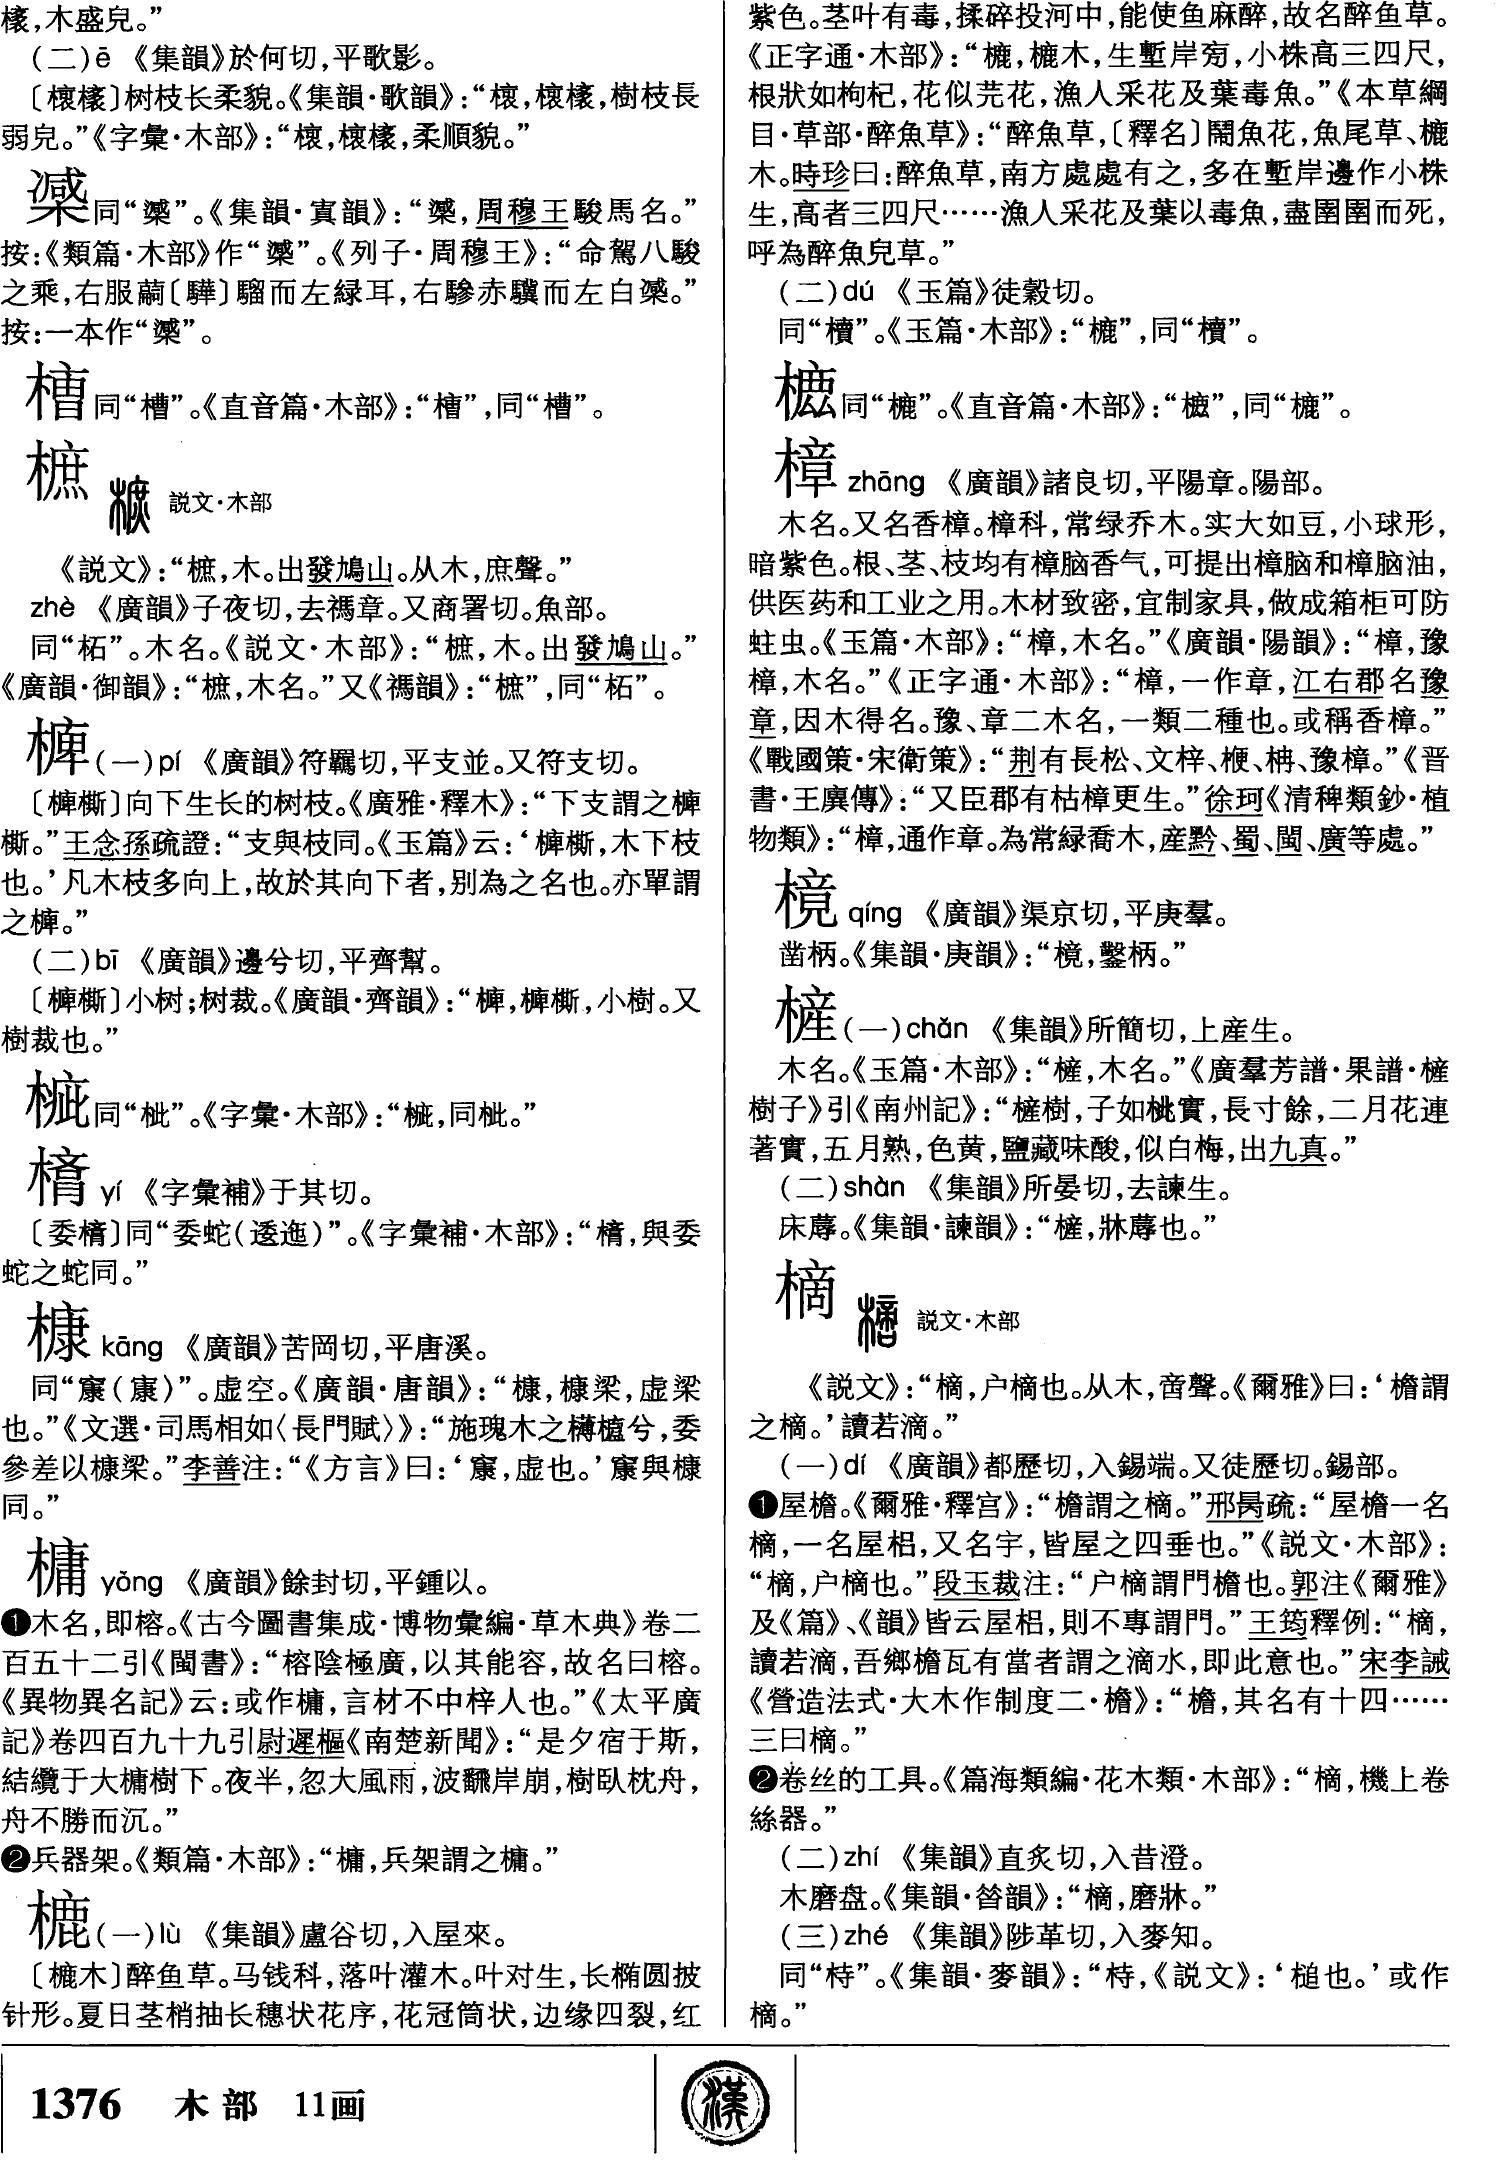 橠,木盛皃。”
(二)ē 《集韻》於何切,平歌影。
〔㰐橠〕树枝长柔貌。《集韻·歌韻》:“㰐,㰐橠,樹枝長
弱皃。”《字彙·木部》:“㰐,㰐橠,柔順貌。”
同“㵀”。《集韻·寘韻》:“㵀,周穆王駿馬名。”
按:《類篇·木部》作“㵀”。《列子·周穆王》:“命駕八駿
之乘,右服䔬〔驊〕騮而左緑耳,右驂赤驥而左白㵀。”
按:一本作“㵀”。
同“槽”。《直音篇·木部》:“樐”,同“槽”。
樜 説文·木部
《説文》:“樜,木。出發鳩山。从木,庶聲。”
zhè 《廣韻》子夜切,去禡章。又商署切。魚部。
同“柘”。木名。《説文·木部》:“樜,木。出發鳩山。”
《廣韻·御韻》:“樜,木名。”又《禡韻》:“樜”,同“柘”。
㯅(一)pí 《廣韻》符羈切,平支並。又符支切。
〔㯅㯕〕向下生长的树枝。《廣雅·釋木》:“下支謂之㯅
㯕。”王念孫疏證:“支與枝同。《玉篇》云:‘㯅㯕,木下枝
也。’凡木枝多向上,故於其向下者,别為之名也。亦單謂
之㯅。”
(二)bī 《廣韻》邊兮切,平齊幫。
〔㯅㯕〕小树;树裁。《廣韻·齊韻》:“㯅,㯅㯕,小樹。又
樹裁也。”
同“枇”。《字彙·木部》:“同枇。”
yí 《字彙補》于其切。
同“委蛇(逶迤)”。《字彙補·木部》:“與委
蛇之蛇同。”
槺 kāng 《廣韻》苦岡切,平唐溪。
同“㝩(康)”。虚空。《廣韻·唐韻》:“槺,槺梁,虚梁
也。”《文選·司馬相如〈長門賦〉》:“施瑰木之欂櫨兮,委
參差以槺梁。”李善注:“《方言》曰:‘㝩,虚也。’㝩與槺
同。”
槦 yǒng 《廣韻》餘封切,平鍾以。
❶木名,即榕。《古今圖書集成·博物彙編·草木典》卷二
百五十二引《閩書》:“榕陰極廣,以其能容,故名曰榕。
《異物異名記》云:或作槦,言材不中梓人也。”《太平廣
記》卷四百九十九引尉遲樞《南楚新聞》:“是夕宿于斯,
結纜于大槦樹下。夜半,忽大風雨,波飜岸崩,樹臥枕舟,
舟不勝而沉。”
❷兵器架。《類篇·木部》:“槦,兵架謂之槦。”
樚(一)lù 《集韻》盧谷切,入屋來。
〔樚木〕醉鱼草。马钱科,落叶灌木。叶对生,长椭圆披
针形。夏日茎梢抽长穗状花序,花冠筒状,边缘四裂,红
紫色。茎叶有毒,揉碎投河中,能使鱼麻醉,故名醉鱼草。
《正字通·木部》:“樚,樚木,生塹岸旁,小株高三四尺,
根狀如枸杞,花似芫花,漁人采花及葉毒魚。”《本草綱
目·草部·醉魚草》:“醉魚草,〔釋名〕鬧魚花,魚尾草、樚
木。時珍曰:醉魚草,南方處處有之,多在塹岸邊作小株
生,高者三四尺……漁人采花及葉以毒魚,盡圉圉而死,
呼為醉魚兒草。”
(二)dú 《玉篇》徒穀切。
同“櫝”。《玉篇·木部》:“樚”,同“櫝”。
同“樚”。《直音篇·木部》:同“樚”。
樟 zhāng 《廣韻》諸良切,平陽章。陽部。
木名。又名香樟。樟科,常绿乔木。实大如豆,小球形,
暗紫色。根、茎、枝均有樟脑香气,可提出樟脑和樟脑油,
供医药和工业之用。木材致密,宜制家具,做成箱柜可防
蛀虫。《玉篇·木部》:“樟,木名。”《廣韻·陽韻》:“樟,豫
樟,木名。”《正字通·木部》:“樟,一作章,江右郡名豫
章,因木得名。豫、章二木名,一類二種也。或稱香樟。”
《戰國策·宋衛策》:“荆有長松、文梓、楩、柟、豫樟。”《晋
書·王廙傳》:“又臣郡有枯樟更生。”徐珂《清稗類鈔·植
物類》:“樟,通作章。為常緑喬木,産黔、蜀、閩、廣等處。”
樈 qíng 《廣韻》渠京切,平庚羣。
凿柄。《集韻·庚韻》:“樈,鑿柄。”
㯆(一)chǎn 《集韻》所簡切,上産生。
木名。《玉篇·木部》:“㯆,木名。”《廣羣芳譜·果譜·㯆
樹子》引《南州記》:“㯆樹,子如桃實,長寸餘,二月花連
著實,五月熟,色黄,鹽藏味酸,似白梅,出九真。”
(二)shàn 《集韻》所晏切,去諫生。
床蓐。《集韻·諫韻》:“㯆,牀蓐也。”
樀 説文·木部
《説文》:“樀,户樀也。从木,啻聲。《爾雅》曰:‘檐謂
之樀。’讀若滴。”
(一)dí 《廣韻》都歷切,入錫端。又徒歷切。錫部。
❶屋檐。《爾雅·釋宫》:“檐謂之樀。”邢昺疏:“屋檐一名
樀,一名屋梠,又名宇,皆屋之四垂也。”《説文·木部》:
“樀,户樀也。”段玉裁注:“户樀謂門檐也。郭注《爾雅》
及《篇》、《韻》皆云屋梠,則不專謂門。”王筠釋例:“樀,
讀若滴,吾鄉檐瓦有當者謂之滴水,即此意也。”宋李誡
《營造法式·大木作制度二·檐》:“檐,其名有十四……
三曰樀。”
❷卷丝的工具。《篇海類編·花木類·木部》:“樀,機上卷
絲器。”
(二)zhí 《集韻》直炙切,入昔澄。
木磨盘。《集韻·㫺韻》:“樀,磨牀。”
(三)zhé 《集韻》陟革切,入麥知。
同“㭙”。《集韻·麥韻》:“㭙,《説文》:‘槌也。’或作
樀。”
1376 木部 11画
漢